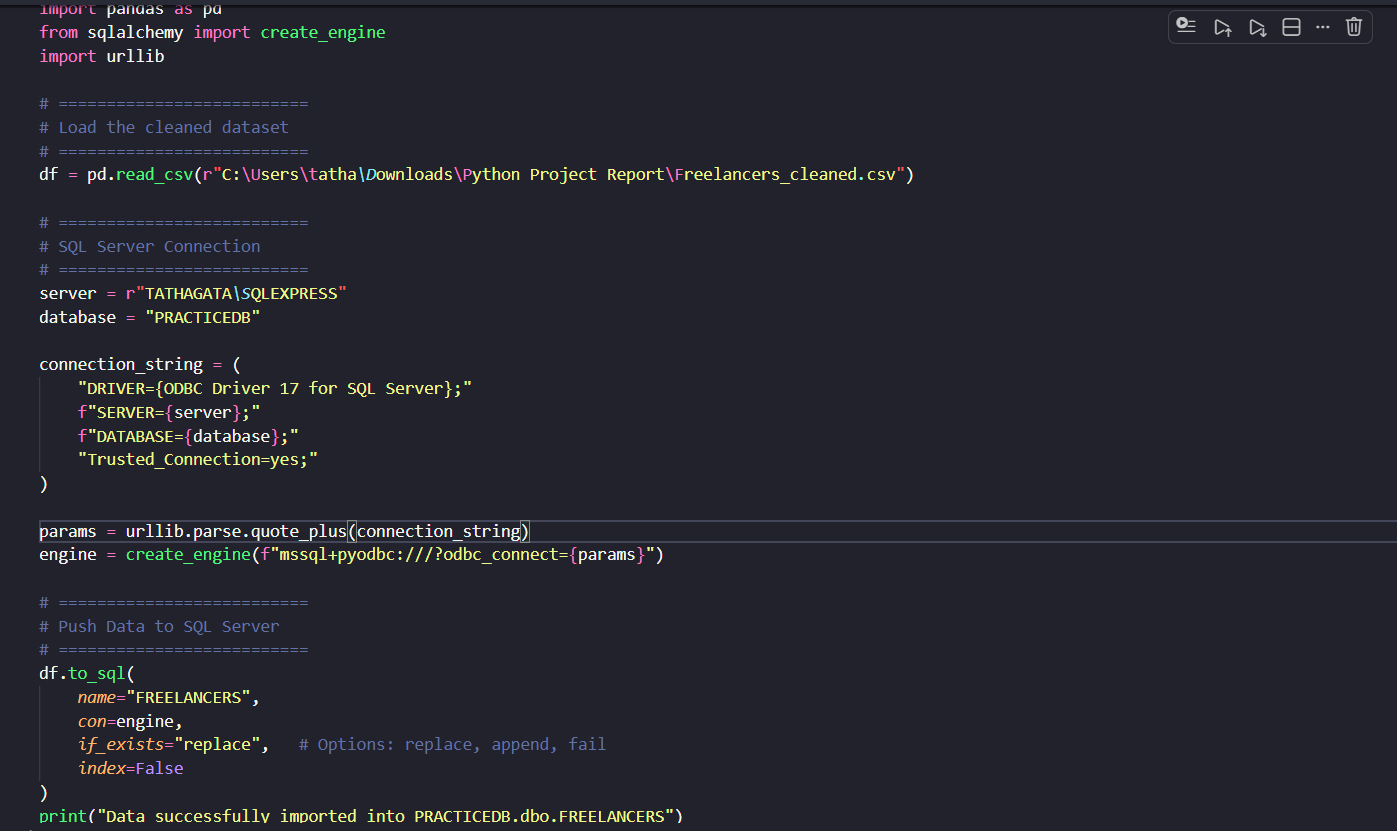 import pandas as pd
from sqlalchemy import create_engine
import urllib
# ==========================
# Load the cleaned dataset
# ==========================
df = pd.read_csv(r"C:\Users\tatha\Downloads\Python Project Report\Freelancers_cleaned.csv")
# ==========================
# SQL Server Connection
# ==========================
server = r"TATHAGATA\SQLEXPRESS"
database = "PRACTICEDB"
connection_string = (
    "DRIVER={ODBC Driver 17 for SQL Server};"
    f"SERVER={server};"
    f"DATABASE={database};"
    "Trusted_Connection=yes;"
)
params = urllib.parse.quote_plus(connection_string)
engine = create_engine(f"mssql+pyodbc:///?odbc_connect={params}")
# ==========================
# Push Data to SQL Server
# ==========================
df.to_sql(
    name="FREELANCERS",
    con=engine,
    if_exists="replace",   # Options: replace, append, fail
    index=False
)
print("Data successfully imported into PRACTICEDB.dbo.FREELANCERS")